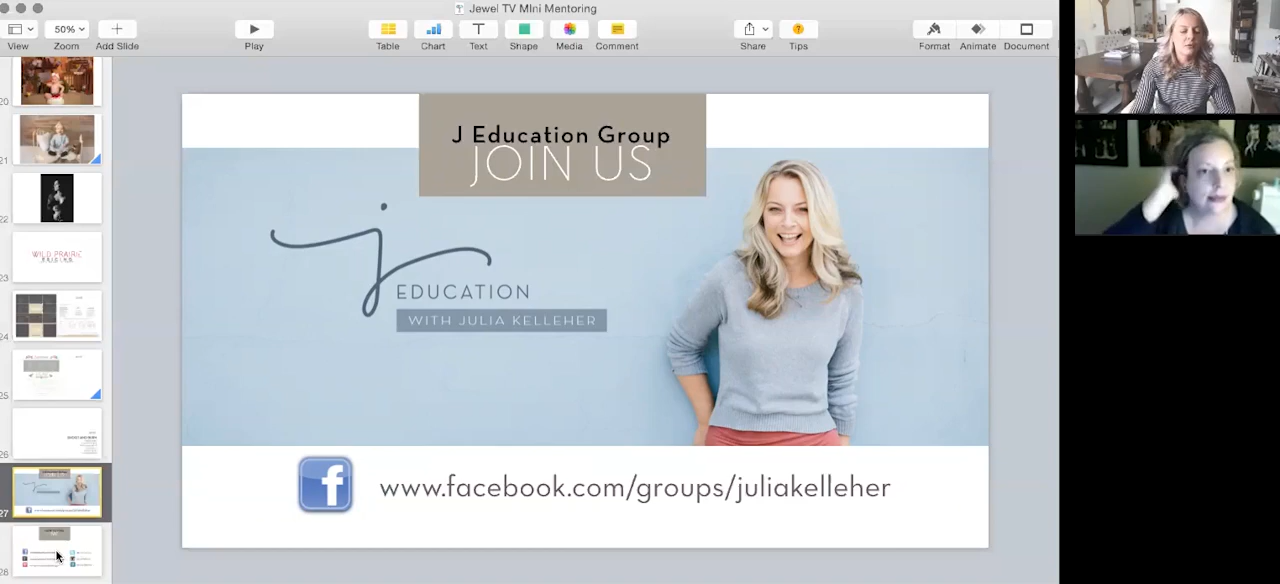 Jewel TV MIni Mentoring
50%
View
Zoom
Add Slide
Play
Table
Chart
Text
Shape
Media
Comment
Share
Tips
Format
Animate
Document
20
21
22
23
24
25
26
27
28
WILD PRAIRIE
J Education Group
JOIN US
j
EDUCATION
WITH JULIA KELLEHER
f
www.facebook.com/groups/juliakelleher